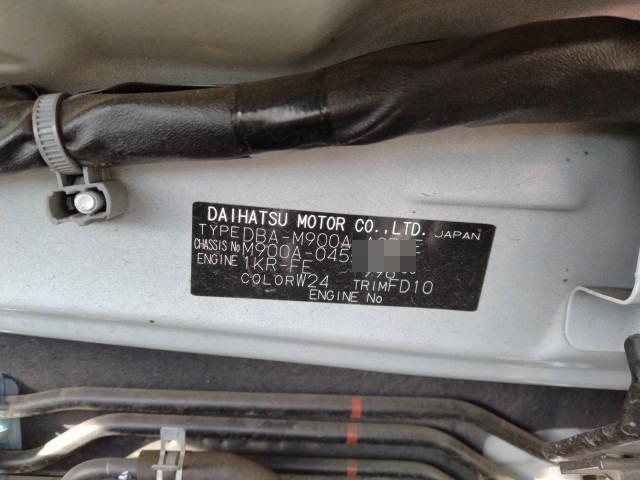 DAIHATSU MOTOR CO.,LTD. JAPAN
TYPE DBA-M900A-
CHASSIS No M900A-045
ENGINE 1KR-FE 996
COLOR W24 TRIM FD10
ENGINE No